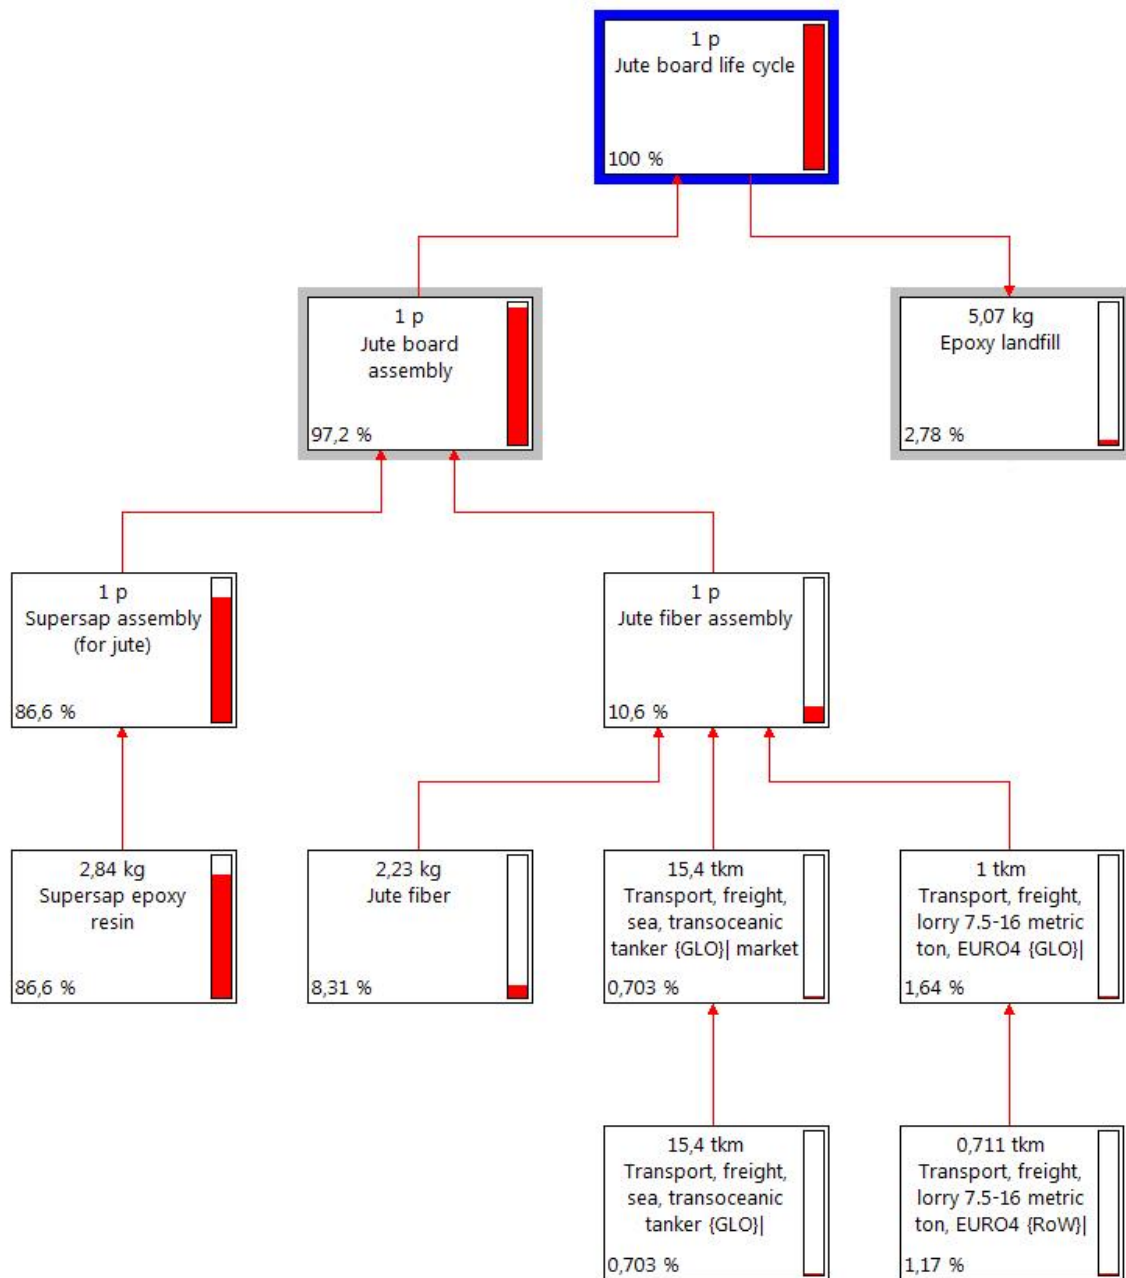 1 p
Jute board life cycle
100 %
1 p
Jute board
assembly
97,2 %
5,07 kg
Epoxy landfill
2,78 %
1 p
Supersap assembly
(for jute)
86,6 %
1 p
Jute fiber assembly
10,6 %
2,84 kg
Supersap epoxy
resin
86,6 %
2,23 kg
Jute fiber
8,31 %
15,4 tkm
Transport, freight,
sea, transoceanic
tanker {GLO}| market
0,703 %
1 tkm
Transport, freight,
lorry 7.5-16 metric
ton, EURO4 {GLO}|
1,64 %
15,4 tkm
Transport, freight,
sea, transoceanic
tanker {GLO}|
0,703 %
0,711 tkm
Transport, freight,
lorry 7.5-16 metric
ton, EURO4 {RoW}|
1,17 %